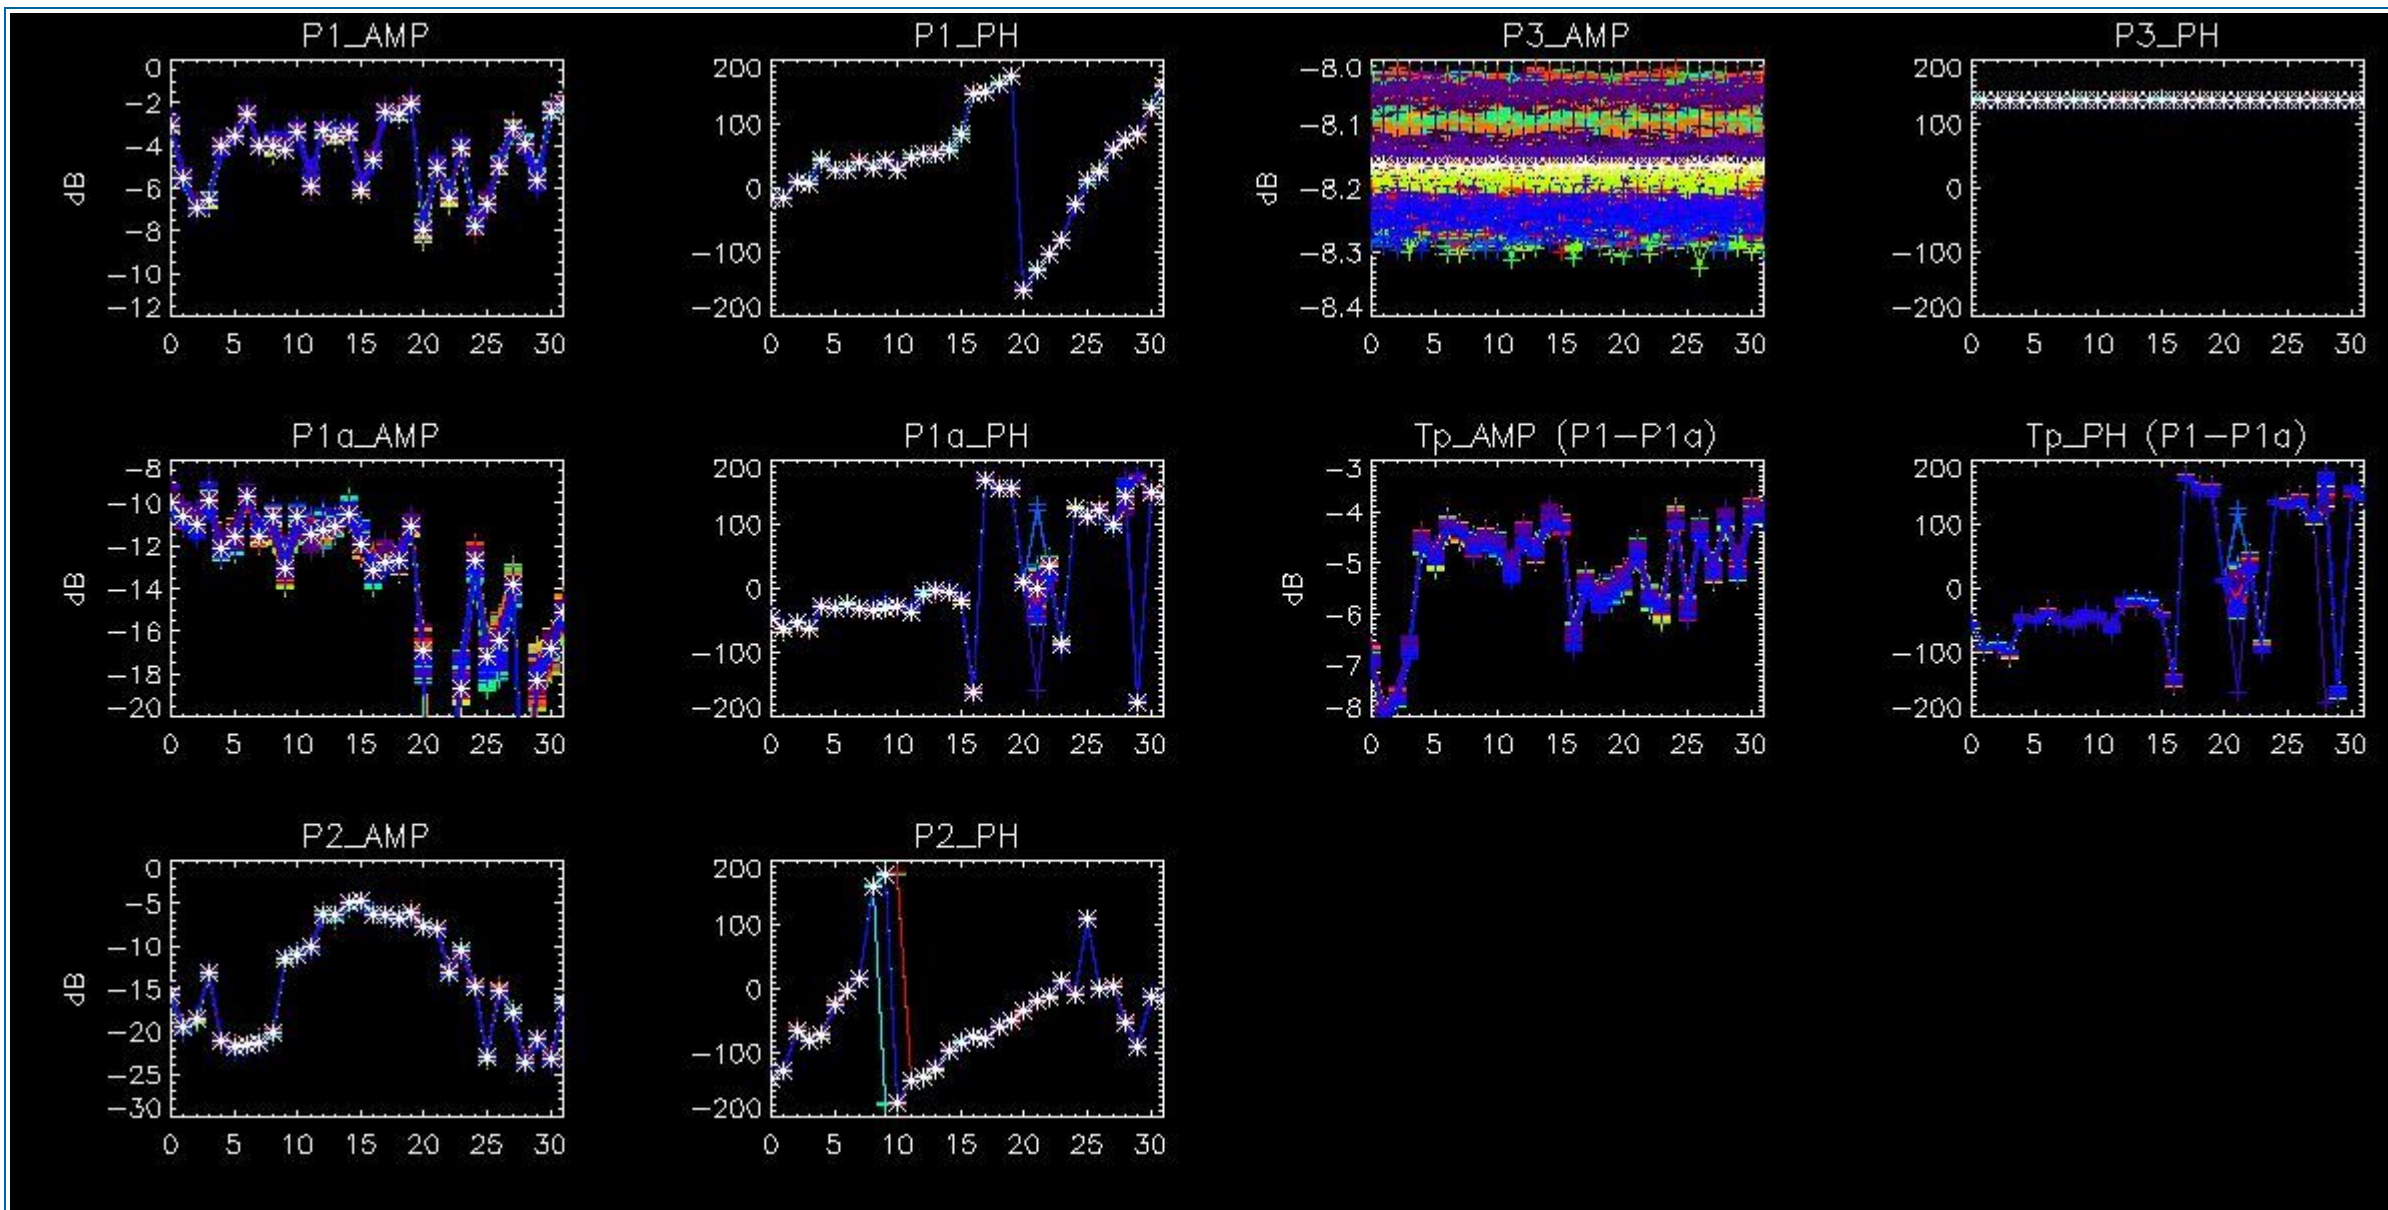 P1_AMP
0
−2
−4
−6
−8
−10
−12
dB
0 5 10 15 20 25 30
P1_PH
200
100
0
−100
−200
0 5 10 15 20 25 30
P3_AMP
−8.0
−8.1
−8.2
−8.3
−8.4
dB
0 5 10 15 20 25 30
P3_PH
200
100
0
−100
−200
0 5 10 15 20 25 30
P1a_AMP
−8
−10
−12
−14
−16
−18
−20
dB
0 5 10 15 20 25 30
P1a_PH
200
100
0
−100
−200
0 5 10 15 20 25 30
Tp_AMP (P1−P1a)
−3
−4
−5
−6
−7
−8
dB
0 5 10 15 20 25 30
Tp_PH (P1−P1a)
200
100
0
−100
−200
0 5 10 15 20 25 30
P2_AMP
0
−5
−10
−15
−20
−25
−30
dB
0 5 10 15 20 25 30
P2_PH
200
100
0
−100
−200
0 5 10 15 20 25 30